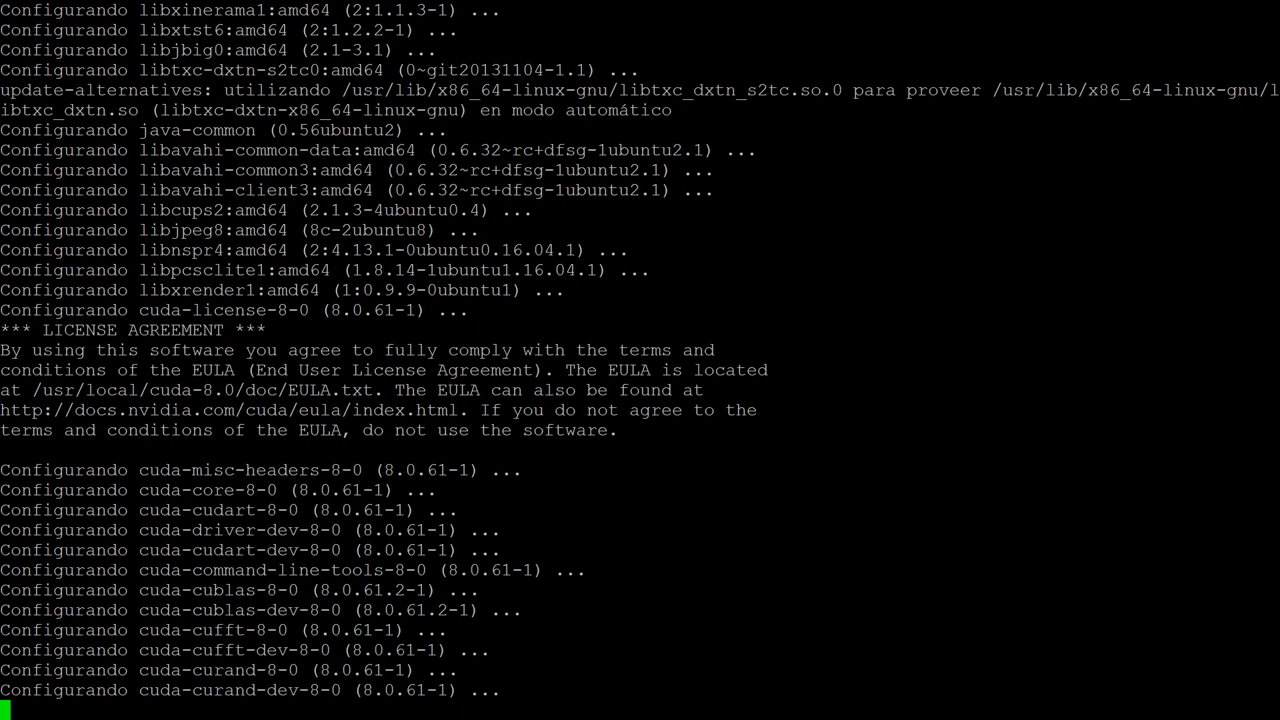 Configurando libxinerama1:amd64 (2:1.1.3-1) ...
Configurando libxtst6:amd64 (2:1.2.2-1) ...
Configurando libjbig0:amd64 (2.1-3.1) ...
Configurando libtxc-dxtn-s2tc0:amd64 (0~git20131104-1.1) ...
update-alternatives: utilizando /usr/lib/x86_64-linux-gnu/libtxc_dxtn_s2tc.so.0 para proveer /usr/lib/x86_64-linux-gnu/l
ibtxc_dxtn.so (libtxc-dxtn-x86_64-linux-gnu) en modo automático
Configurando java-common (0.56ubuntu2) ...
Configurando libavahi-common-data:amd64 (0.6.32~rc+dfsg-1ubuntu2.1) ...
Configurando libavahi-common3:amd64 (0.6.32~rc+dfsg-1ubuntu2.1) ...
Configurando libavahi-client3:amd64 (0.6.32~rc+dfsg-1ubuntu2.1) ...
Configurando libcups2:amd64 (2.1.3-4ubuntu0.4) ...
Configurando libjpeg8:amd64 (8c-2ubuntu8) ...
Configurando libnspr4:amd64 (2:4.13.1-0ubuntu0.16.04.1) ...
Configurando libpcsclite1:amd64 (1.8.14-1ubuntu1.16.04.1) ...
Configurando libxrender1:amd64 (1:0.9.9-0ubuntu1) ...
Configurando cuda-license-8-0 (8.0.61-1) ...
*** LICENSE AGREEMENT ***
By using this software you agree to fully comply with the terms and
conditions of the EULA (End User License Agreement). The EULA is located
at /usr/local/cuda-8.0/doc/EULA.txt. The EULA can also be found at
http://docs.nvidia.com/cuda/eula/index.html. If you do not agree to the
terms and conditions of the EULA, do not use the software.
Configurando cuda-misc-headers-8-0 (8.0.61-1) ...
Configurando cuda-core-8-0 (8.0.61-1) ...
Configurando cuda-cudart-8-0 (8.0.61-1) ...
Configurando cuda-driver-dev-8-0 (8.0.61-1) ...
Configurando cuda-cudart-dev-8-0 (8.0.61-1) ...
Configurando cuda-command-line-tools-8-0 (8.0.61-1) ...
Configurando cuda-cublas-8-0 (8.0.61.2-1) ...
Configurando cuda-cublas-dev-8-0 (8.0.61.2-1) ...
Configurando cuda-cufft-8-0 (8.0.61-1) ...
Configurando cuda-cufft-dev-8-0 (8.0.61-1) ...
Configurando cuda-curand-8-0 (8.0.61-1) ...
Configurando cuda-curand-dev-8-0 (8.0.61-1) ...